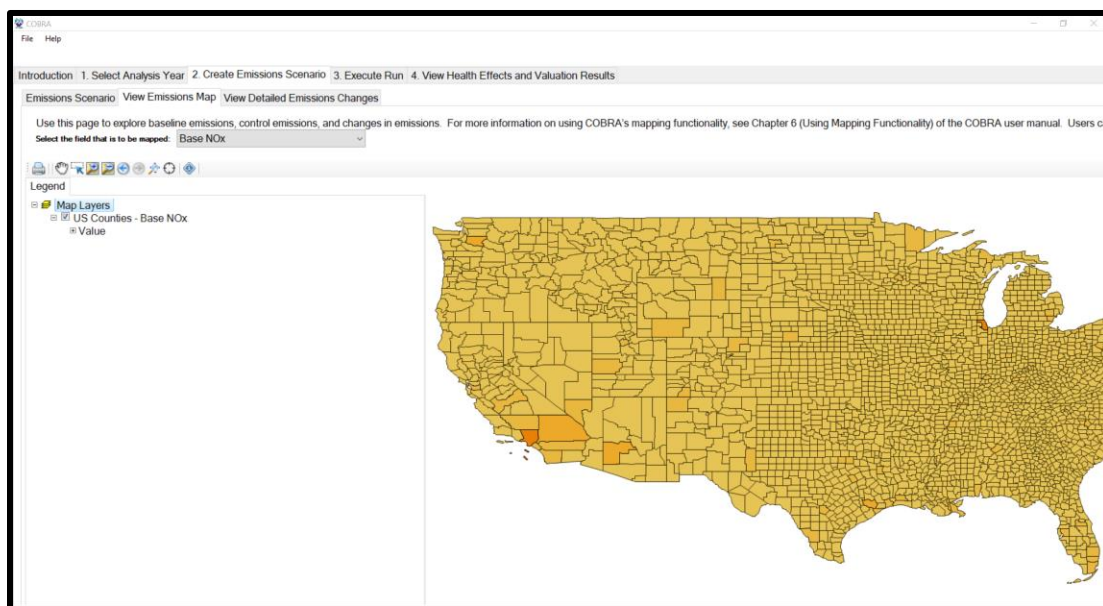 COBRA
File Help
Introduction 1. Select Analysis Year 2. Create Emissions Scenario 3. Execute Run 4. View Health Effects and Valuation Results
Emissions Scenario View Emissions Map View Detailed Emissions Changes
Use this page to explore baseline emissions, control emissions, and changes in emissions. For more information on using COBRA's mapping functionality, see Chapter 6 (Using Mapping Functionality) of the COBRA user manual. Users c
Select the field that is to be mapped: Base NOx
Legend
Map Layers
US Counties - Base NOx
Value